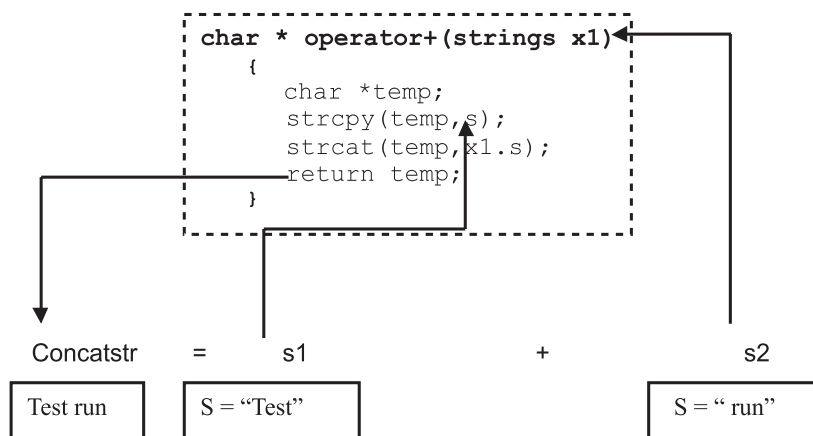 char * operator+(strings x1)
{
char *temp;
strcpy(temp,s);
strcat(temp,x1.s);
return temp;
}
Concatstr = s1 + s2
Test run S = “Test” S = “ run”